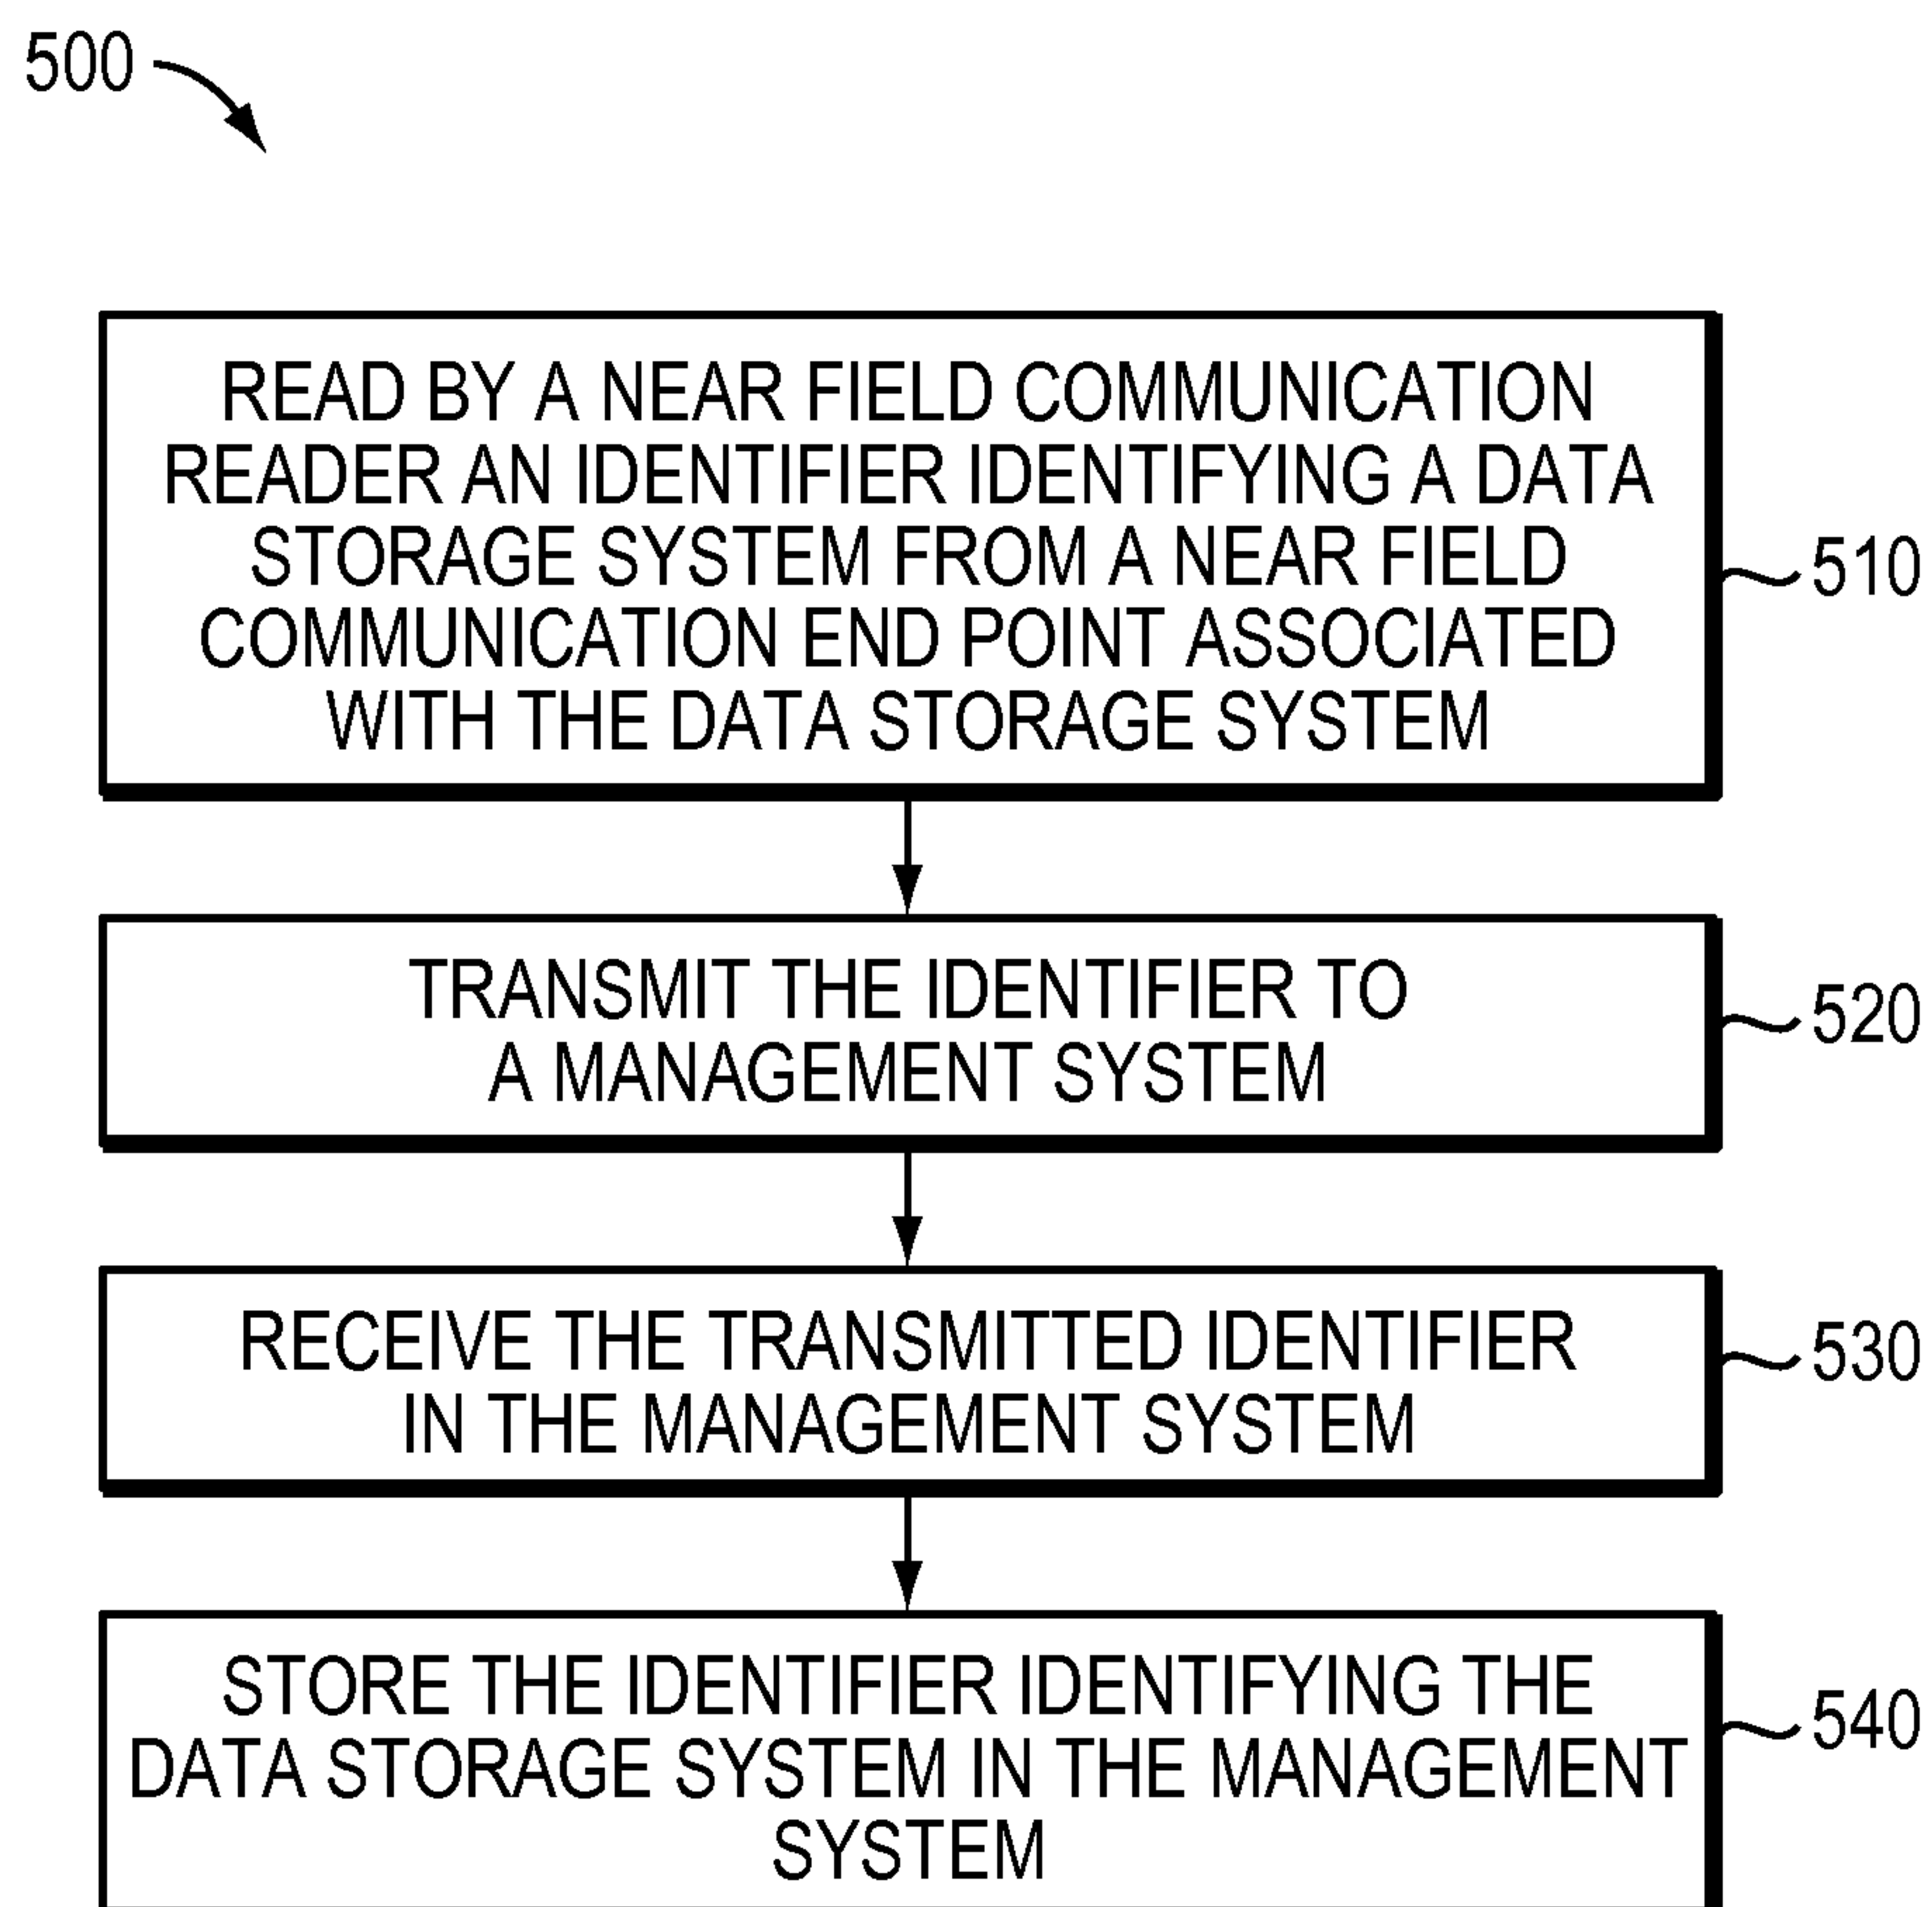 500
READ BY A NEAR FIELD COMMUNICATION
READER AN IDENTIFIER IDENTIFYING A DATA
STORAGE SYSTEM FROM A NEAR FIELD
COMMUNICATION END POINT ASSOCIATED
WITH THE DATA STORAGE SYSTEM
510
TRANSMIT THE IDENTIFIER TO
A MANAGEMENT SYSTEM
520
RECEIVE THE TRANSMITTED IDENTIFIER
IN THE MANAGEMENT SYSTEM
530
STORE THE IDENTIFIER IDENTIFYING THE
DATA STORAGE SYSTEM IN THE MANAGEMENT
SYSTEM
540